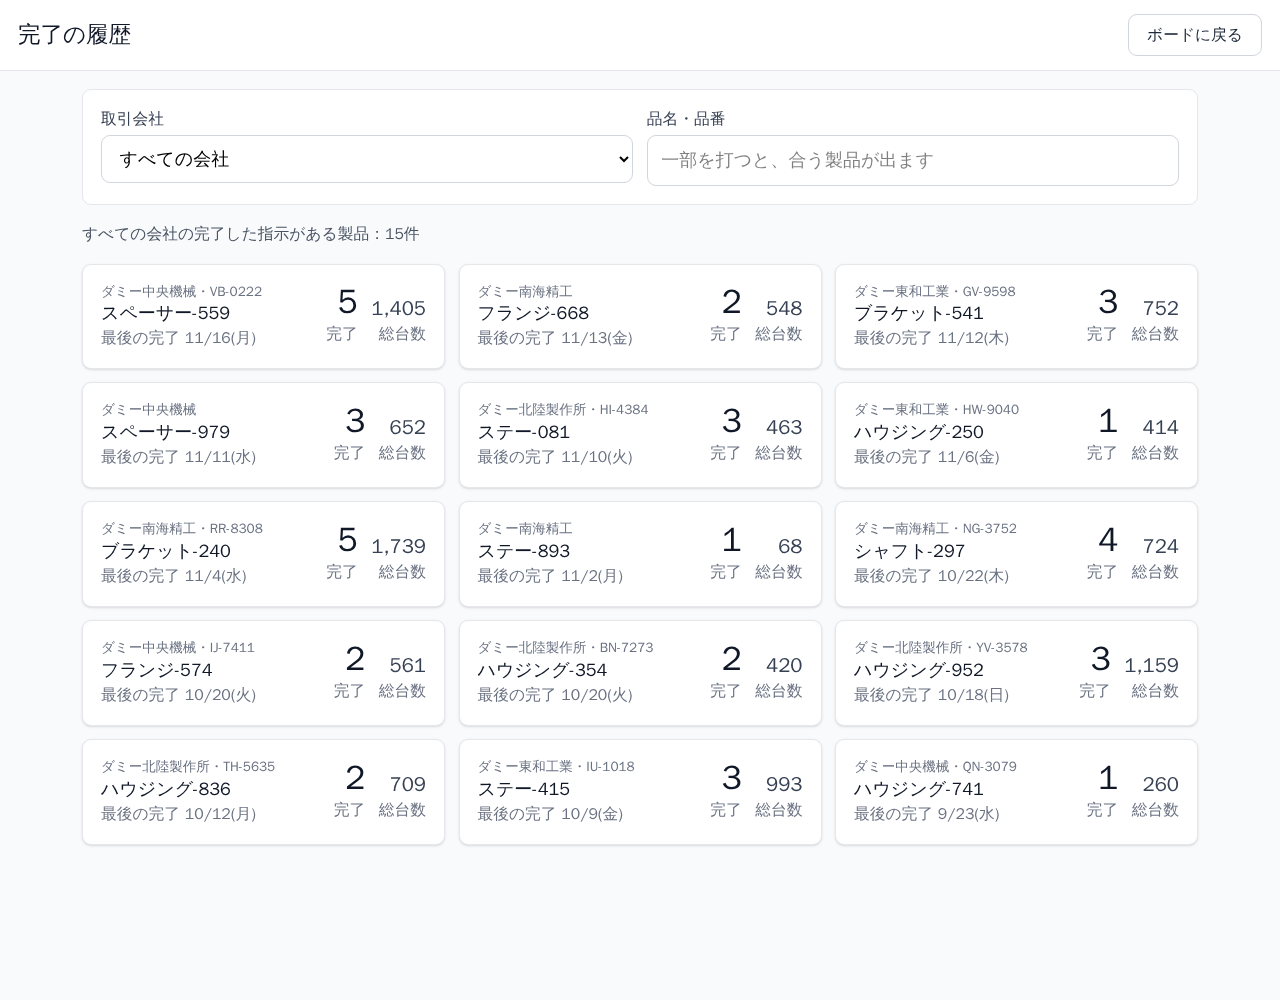 完了の履歴
ボードに戻る
取引会社
すべての会社
品名・品番
一部を打つと、合う製品が出ます
すべての会社の完了した指示がある製品：15件
ダミー中央機械・VB-0222
スペーサー-559
最後の完了 11/16(月)
5 完了
1,405 総台数
ダミー南海精工
フランジ-668
最後の完了 11/13(金)
2 完了
548 総台数
ダミー東和工業・GV-9598
ブラケット-541
最後の完了 11/12(木)
3 完了
752 総台数
ダミー中央機械
スペーサー-979
最後の完了 11/11(水)
3 完了
652 総台数
ダミー北陸製作所・HI-4384
ステー-081
最後の完了 11/10(火)
3 完了
463 総台数
ダミー東和工業・HW-9040
ハウジング-250
最後の完了 11/6(金)
1 完了
414 総台数
ダミー南海精工・RR-8308
ブラケット-240
最後の完了 11/4(水)
5 完了
1,739 総台数
ダミー南海精工
ステー-893
最後の完了 11/2(月)
1 完了
68 総台数
ダミー南海精工・NG-3752
シャフト-297
最後の完了 10/22(木)
4 完了
724 総台数
ダミー中央機械・IJ-7411
フランジ-574
最後の完了 10/20(火)
2 完了
561 総台数
ダミー北陸製作所・BN-7273
ハウジング-354
最後の完了 10/20(火)
2 完了
420 総台数
ダミー北陸製作所・YV-3578
ハウジング-952
最後の完了 10/18(日)
3 完了
1,159 総台数
ダミー北陸製作所・TH-5635
ハウジング-836
最後の完了 10/12(月)
2 完了
709 総台数
ダミー東和工業・IU-1018
ステー-415
最後の完了 10/9(金)
3 完了
993 総台数
ダミー中央機械・QN-3079
ハウジング-741
最後の完了 9/23(水)
1 完了
260 総台数